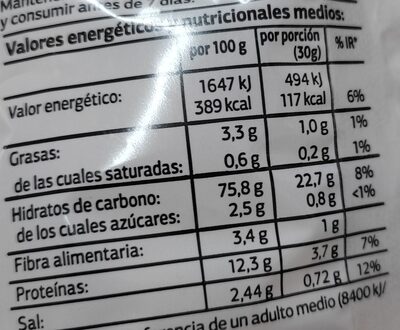 y consumir antes de 7 días.
Valores energéticos y nutricionales medios:
por 100 g por porción (30g) % IR*
Valor energético: 1647 kJ 494 kJ
389 kcal 117 kcal 6%
Grasas: 3,3 g 1,0 g 1%
de las cuales saturadas: 0,6 g 0,2 g 1%
Hidratos de carbono: 75,8 g 22,7 g 8%
de los cuales azúcares: 2,5 g 0,8 g <1%
Fibra alimentaria: 3,4 g 1 g
Proteínas: 12,3 g 3,7 g 7%
Sal: 2,44 g 0,72 g 12%
de un adulto medio (8400 kJ/